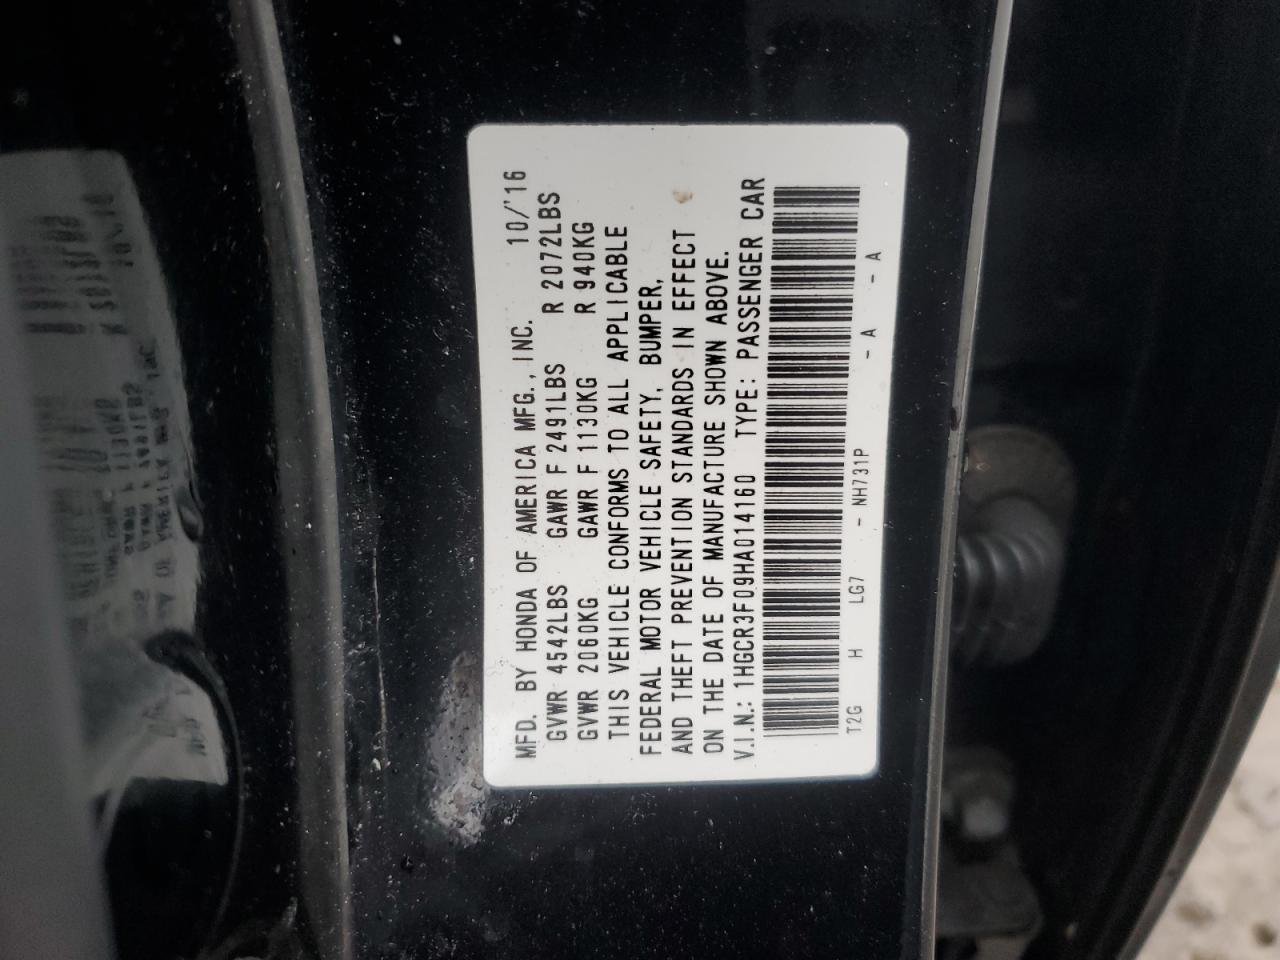 MFD. BY HONDA OF AMERICA MFG., INC. 10/'16
GVWR 4542LBS GAWR F 2491LBS R 2072LBS
GVWR 2060KG GAWR F 1130KG R 940KG
THIS VEHICLE CONFORMS TO ALL APPLICABLE
FEDERAL MOTOR VEHICLE SAFETY, BUMPER,
AND THEFT PREVENTION STANDARDS IN EFFECT
ON THE DATE OF MANUFACTURE SHOWN ABOVE.
V.I.N.: 1HGCR3F09HA014160 TYPE: PASSENGER CAR
T2G H LG7 - NH731P - A - A